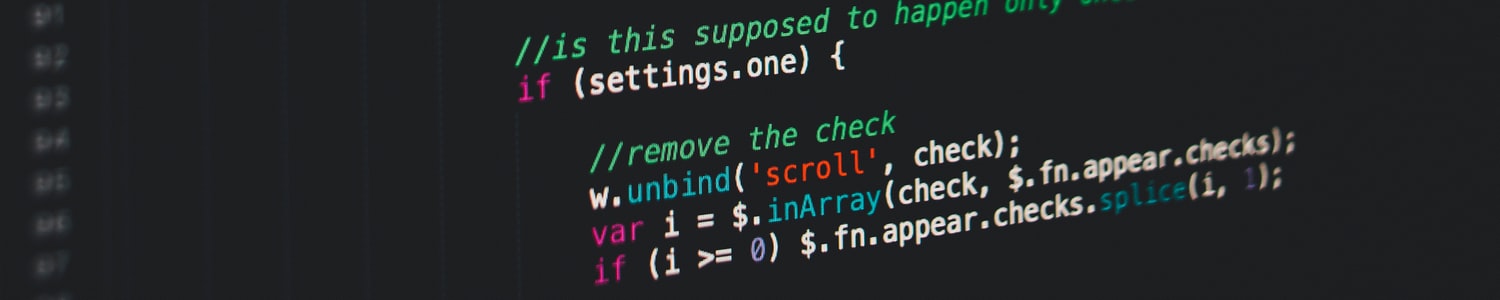 //is this supposed to happen only
if (settings.one) {
//remove the check
w.unbind('scroll', check);
var i = $.inArray(check, $.fn.appear.checks);
if (i >= 0) $.fn.appear.checks.splice(i, 1);